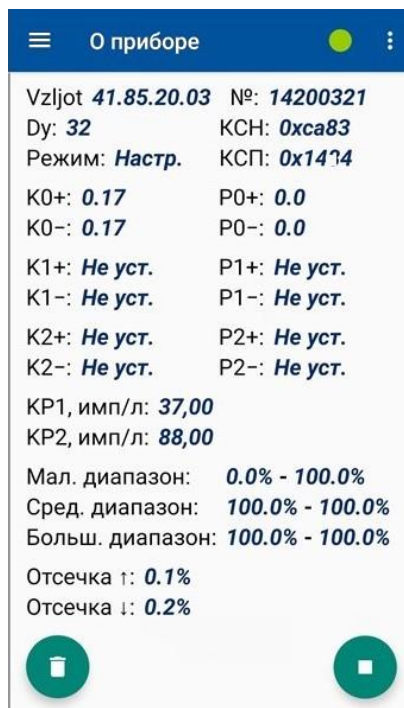 О приборе
Vzljot 41.85.20.03 №: 14200321
Dy: 32 КСН: 0xca83
Режим: Настр. КСП:
K0+: 0.17 P0+: 0.0
K0−: 0.17 P0−: 0.0
K1+: Не уст. P1+: Не уст.
K1−: Не уст. P1−: Не уст.
K2+: Не уст. P2+: Не уст.
K2−: Не уст. P2−: Не уст.
KP1, имп/л: 37,00
KP2, имп/л: 88,00
Мал. диапазон: 0.0% - 100.0%
Сред. диапазон: 100.0% - 100.0%
Больш. диапазон: 100.0% - 100.0%
Отсечка ↑: 0.1%
Отсечка ↓: 0.2%